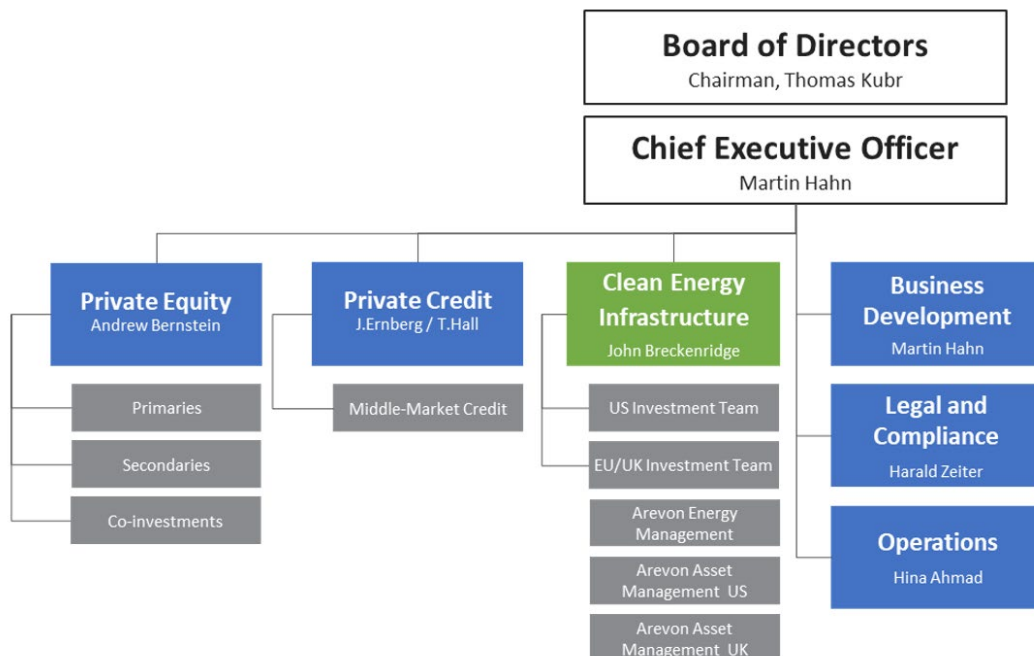 Board of Directors
Chairman, Thomas Kubr
Chief Executive Officer
Martin Hahn
Private Equity
Andrew Bernstein
Primaries
Secondaries
Co-investments
Private Credit
J.Ernberg / T.Hall
Middle-Market Credit
Clean Energy
Infrastructure
John Breckenridge
US Investment Team
EU/UK Investment Team
Arevon Energy
Management
Arevon Asset
Management US
Arevon Asset
Management UK
Business
Development
Martin Hahn
Legal and
Compliance
Harald Zeiter
Operations
Hina Ahmad